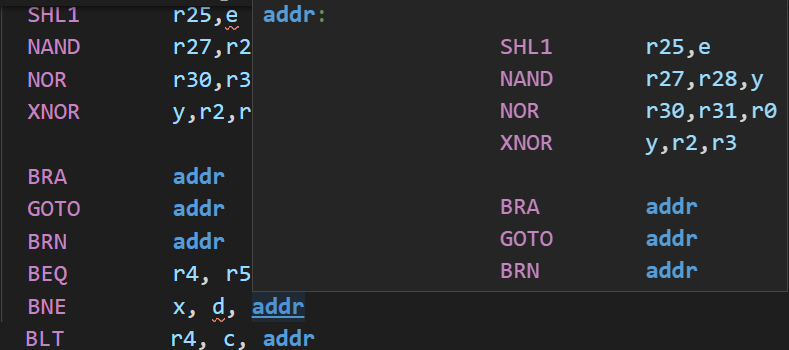 SHL1 r25,e
NAND r27,r2
NOR r30,r3
XNOR y,r2,r
BRA addr
GOTO addr
BRN addr
BEQ r4, r5
BNE x, d, addr
BLT r4, c, addr
addr:
SHL1 r25,e
NAND r27,r28,y
NOR r30,r31,r0
XNOR y,r2,r3
BRA addr
GOTO addr
BRN addr